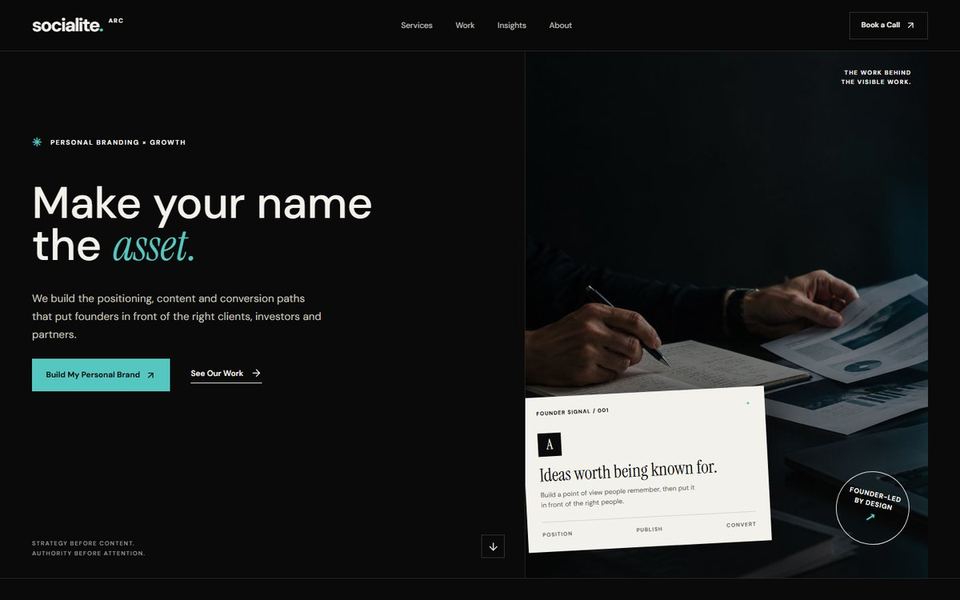 socialite. ARC
Services
Work
Insights
About
Book a Call
THE WORK BEHIND
THE VISIBLE WORK.
PERSONAL BRANDING × GROWTH
Make your name
the asset.
We build the positioning, content and conversion paths
that put founders in front of the right clients, investors and
partners.
Build My Personal Brand
See Our Work
FOUNDER SIGNAL / 001
A
Ideas worth being known for.
Build a point of view people remember, then put it
in front of the right people.
POSITION
PUBLISH
CONVERT
FOUNDER-LED
BY DESIGN
STRATEGY BEFORE CONTENT.
AUTHORITY BEFORE ATTENTION.